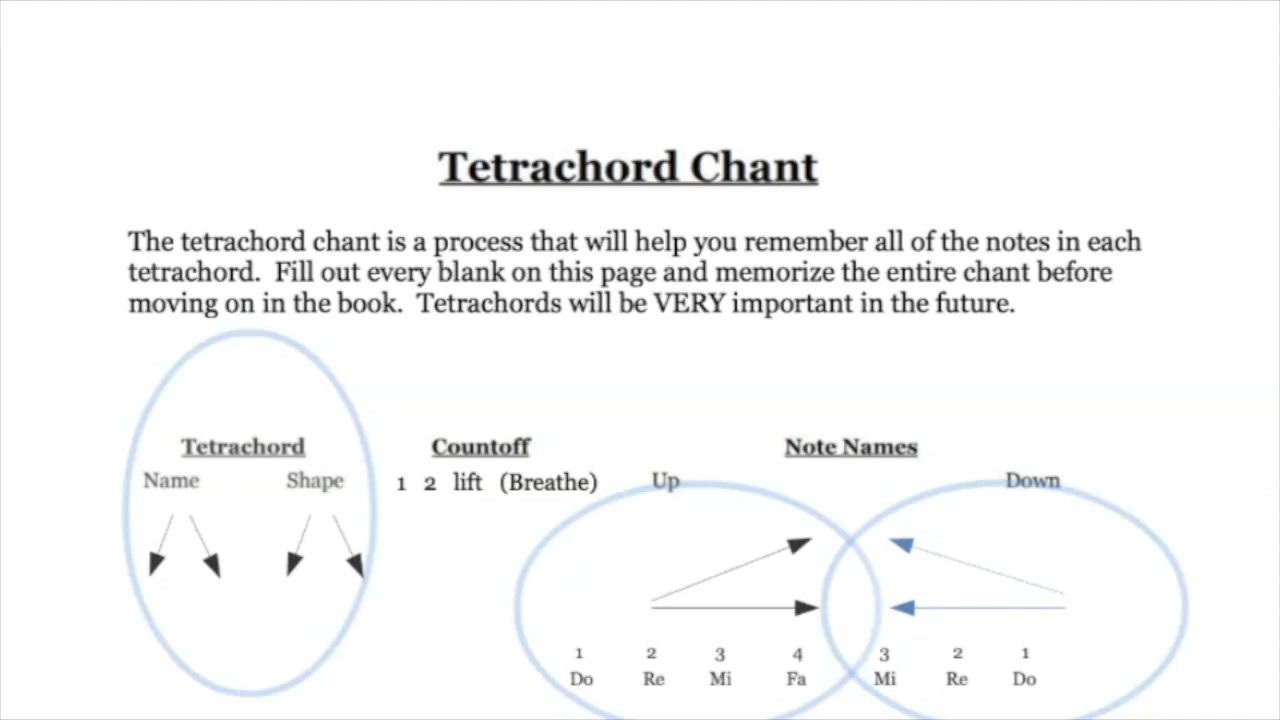 Tetrachord Chant
The tetrachord chant is a process that will help you remember all of the notes in each
tetrachord. Fill out every blank on this page and memorize the entire chant before
moving on in the book. Tetrachords will be VERY important in the future.
Tetrachord Countoff Note Names
Name Shape 1 2 lift (Breathe) Up Down
1 2 3 4 3 2 1
Do Re Mi Fa Mi Re Do